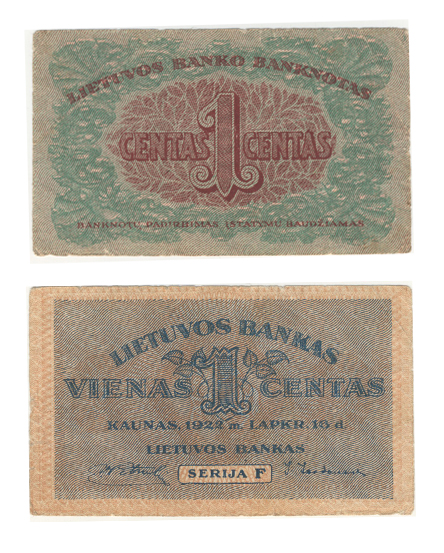 LIETUVOS BANKO BANKNOTAS
CENTAS 1 CENTAS
BANKNOTŲ PADIRBIMAS ĮSTATYMU BAUDŽIAMAS
LIETUVOS BANKAS
VIENAS 1 CENTAS
KAUNAS, 1922 m. LAPKR. 15 d.
LIETUVOS BANKAS
SERIJA F